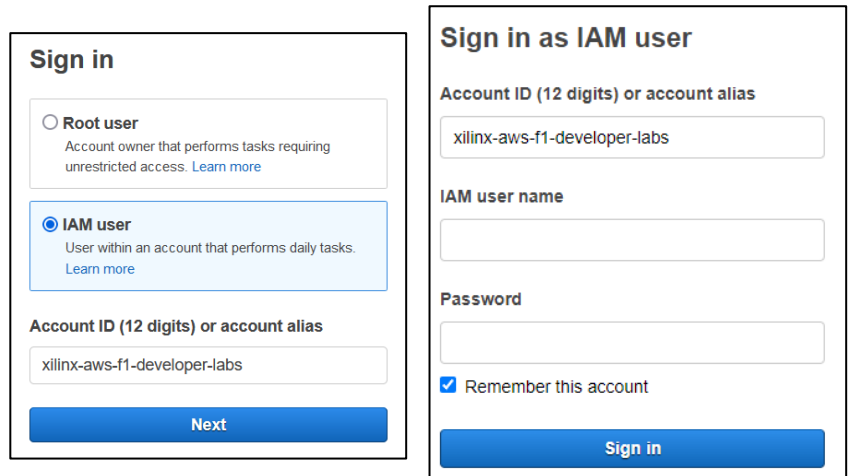 Sign in
Root user
Account owner that performs tasks requiring
unrestricted access. Learn more
IAM user
User within an account that performs daily tasks.
Learn more
Account ID (12 digits) or account alias
xilinx-aws-f1-developer-labs
Next
Sign in as IAM user
Account ID (12 digits) or account alias
xilinx-aws-f1-developer-labs
IAM user name
Password
Remember this account
Sign in